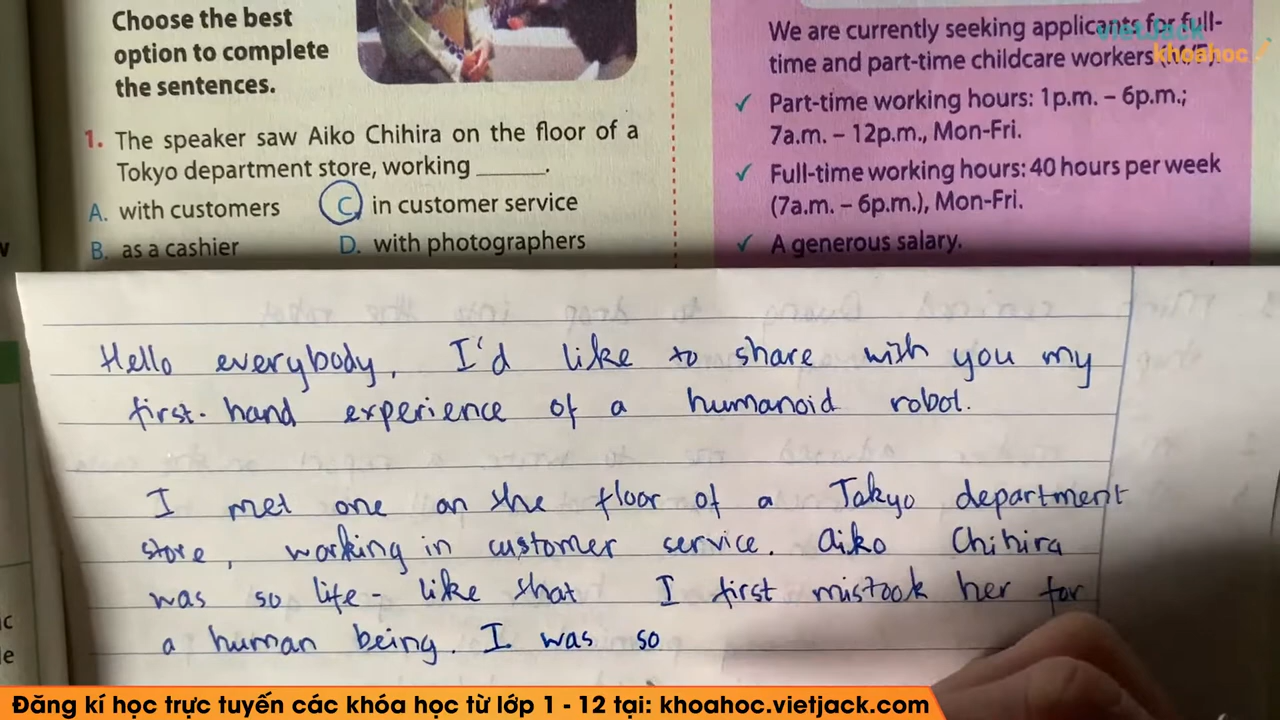 Choose the best
option to complete
the sentences.
1. The speaker saw Aiko Chihira on the floor of a
Tokyo department store, working ______.
A. with customers
C. in customer service
B. as a cashier
D. with photographers
We are currently seeking applicants for full-
time and part-time childcare workers
✓ Part-time working hours: 1p.m. – 6p.m.;
7a.m. – 12p.m., Mon-Fri.
✓ Full-time working hours: 40 hours per week
(7a.m. – 6p.m.), Mon-Fri.
✓ A generous salary.
vietjack
khoahoc
Hello everybody, I'd like to share with you my
first-hand experience of a humanoid robot.
I met one on the floor of a Tokyo department
store, working in customer service. Aiko Chihira
was so life-like that I first mistook her for
a human being. I was so
Đăng kí học trực tuyến các khóa học từ lớp 1 - 12 tại: khoahoc.vietjack.com